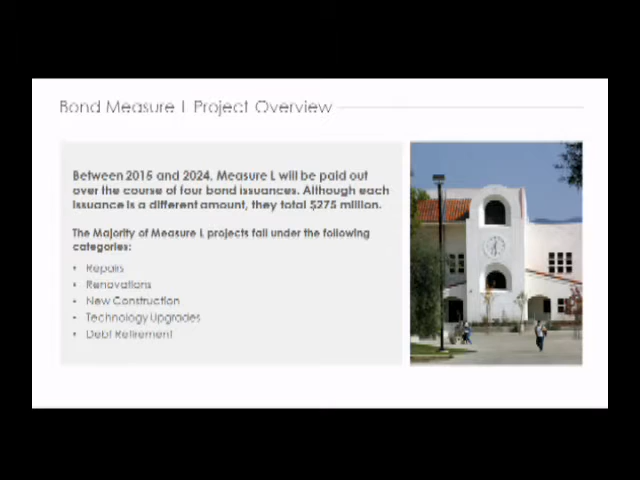 Bond Measure L Project Overview
Between 2015 and 2024, Measure L will be paid out
over the course of four bond issuances. Although each
issuance is a different amount, they total $275 million.
The Majority of Measure L projects fall under the following
categories:
• Repairs
• Renovations
• New Construction
• Technology Upgrades
• Debt Retirement